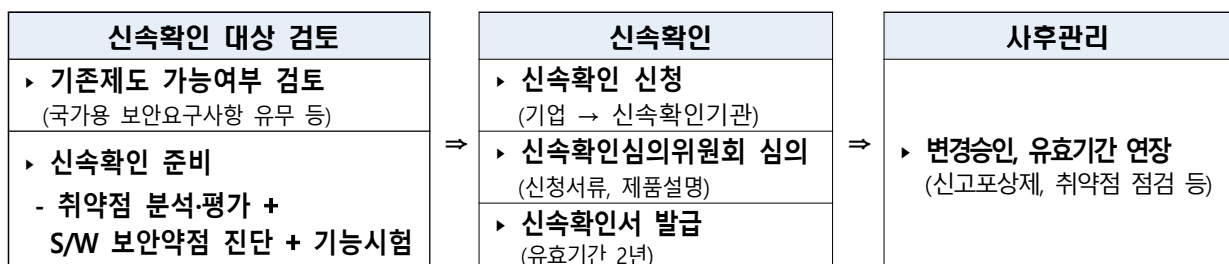 신속확인 대상 검토
▸ 기존제도 가능여부 검토
(국가용 보안요구사항 유무 등)
▸ 신속확인 준비
- 취약점 분석·평가 +
S/W 보안약점 진단 + 기능시험
⇒
신속확인
▸ 신속확인 신청
(기업 → 신속확인기관)
▸ 신속확인심의위원회 심의
(신청서류, 제품설명)
▸ 신속확인서 발급
(유효기간 2년)
⇒
사후관리
▸ 변경승인, 유효기간 연장
(신고포상제, 취약점 점검 등)